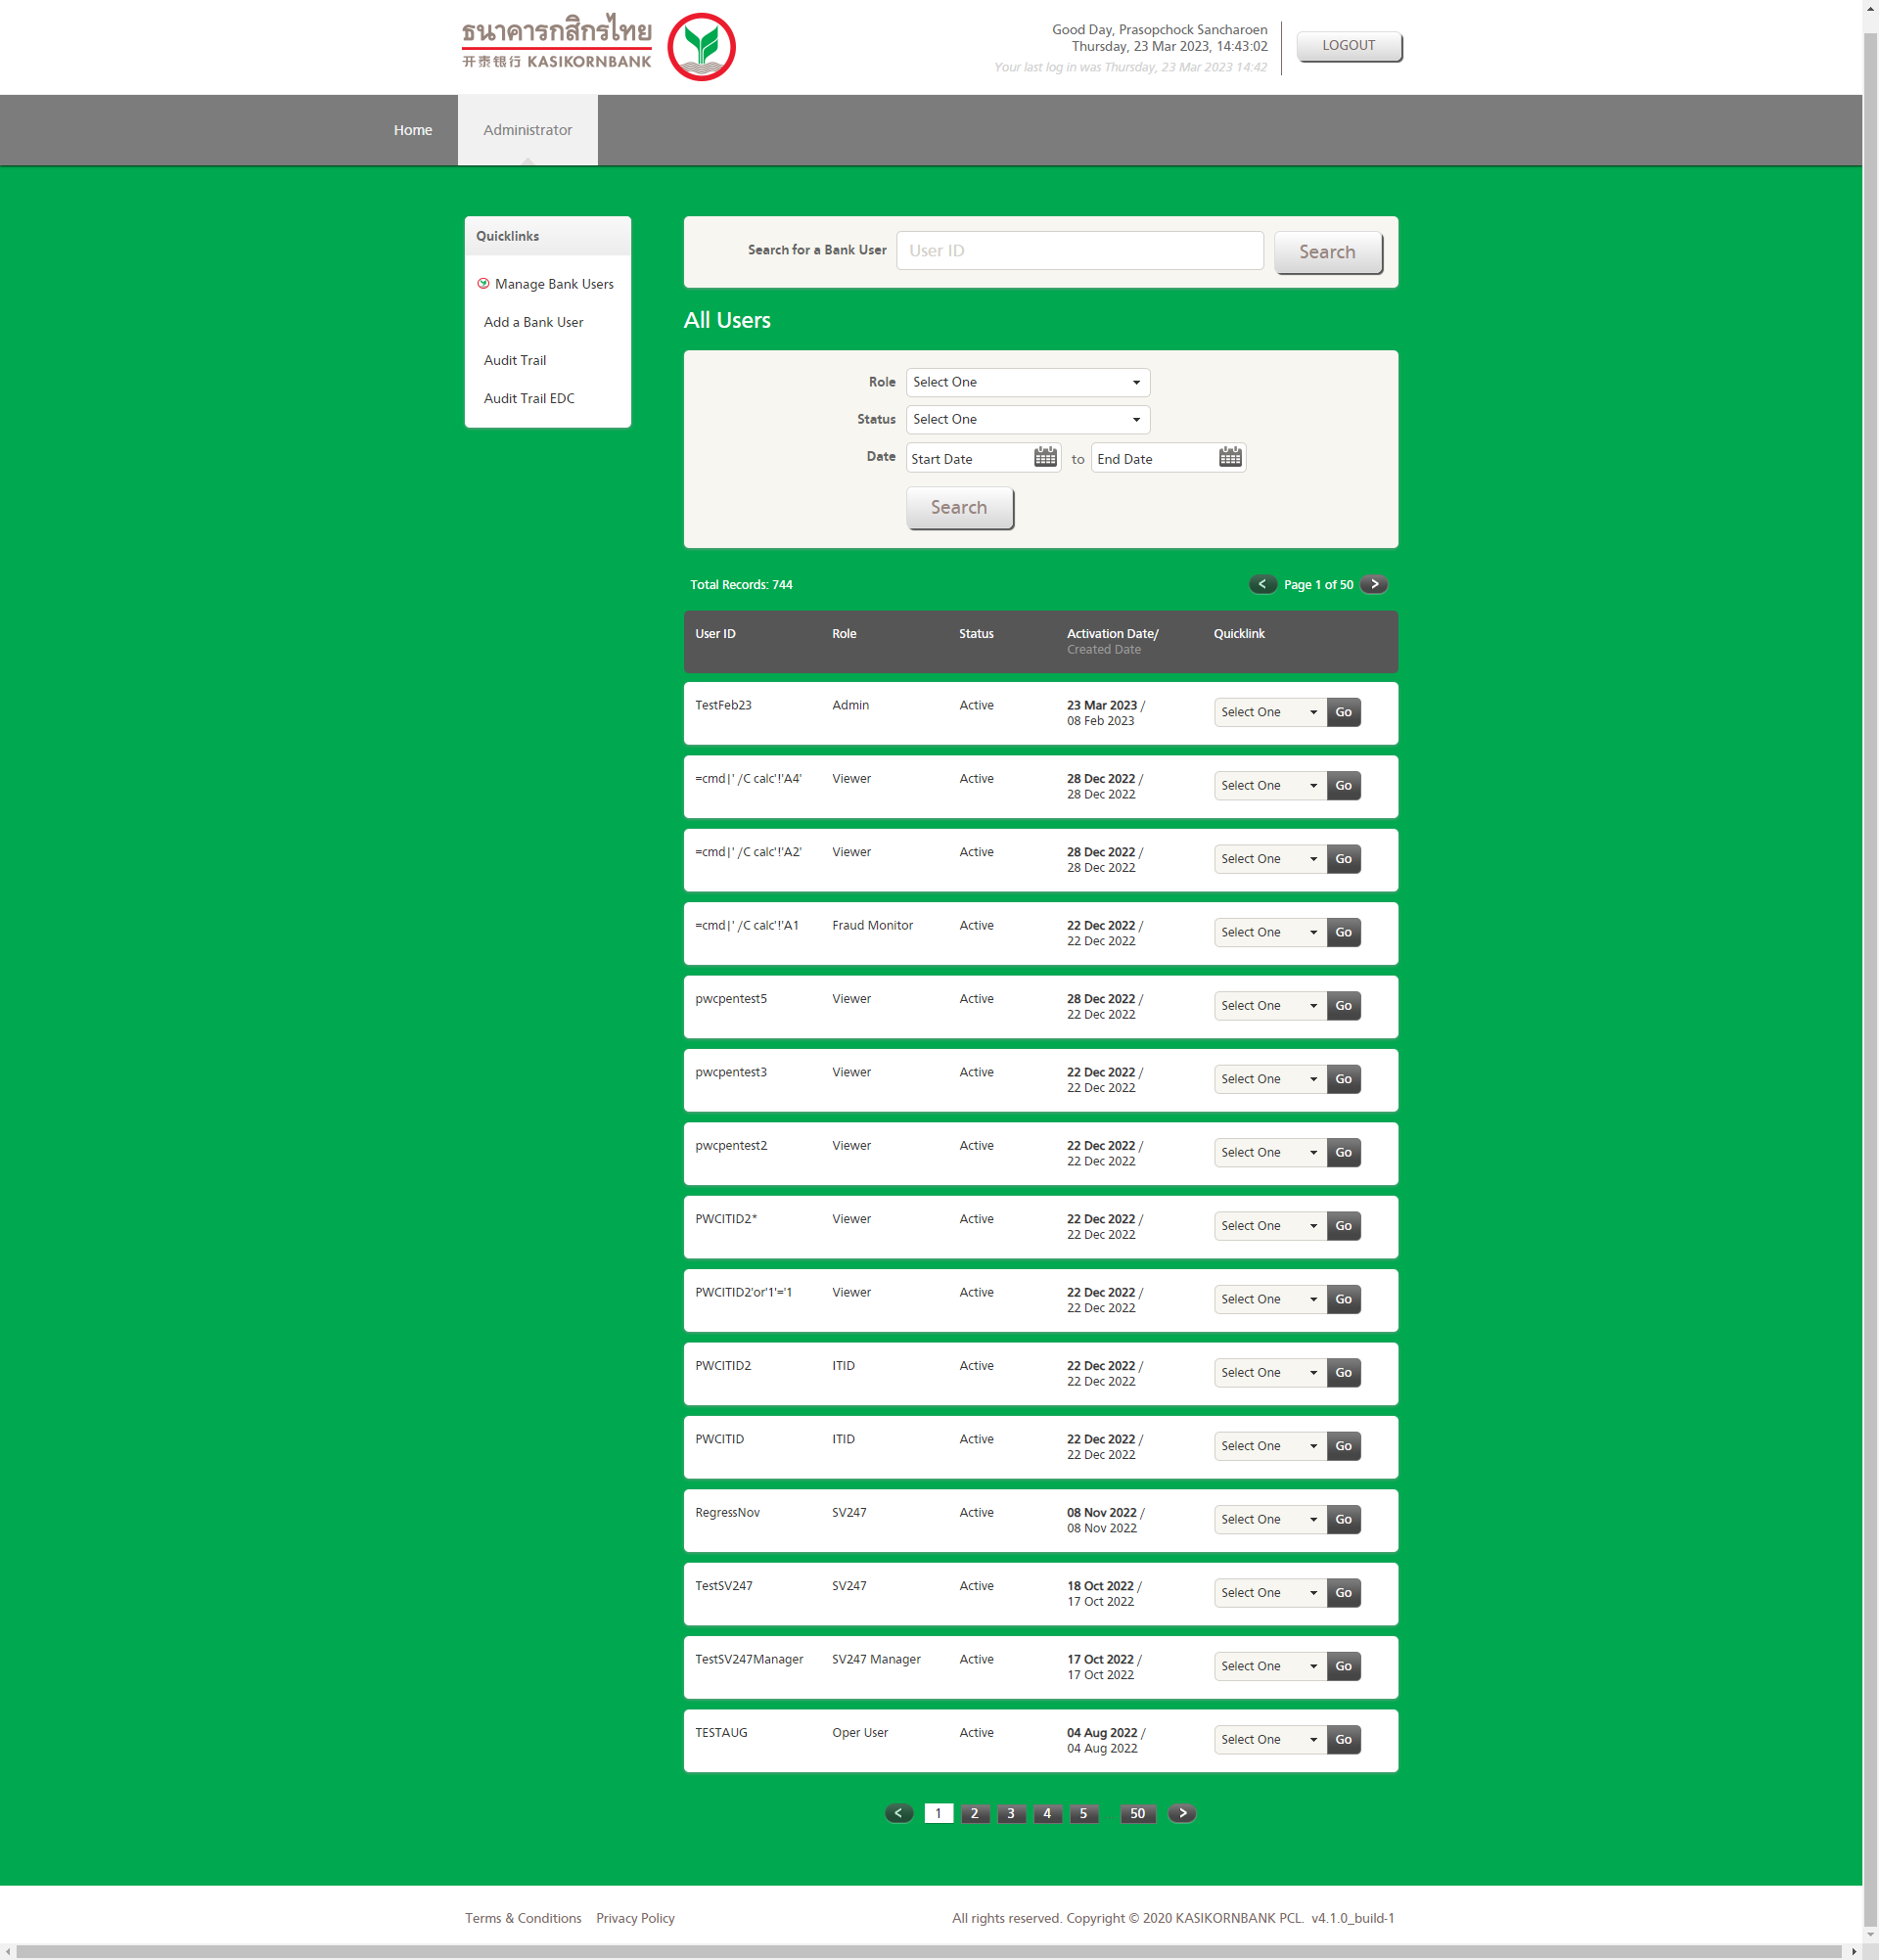 ธนาคารกสิกรไทย
开泰银行 KASIKORNBANK
Good Day, Prasopchock Sancharoen
Thursday, 23 Mar 2023, 14:43:02
Your last log in was Thursday, 23 Mar 2023 14:42
LOGOUT
Home
Administrator
Quicklinks
Manage Bank Users
Add a Bank User
Audit Trail
Audit Trail EDC
Search for a Bank User User ID Search
All Users
Role Select One
Status Select One
Date Start Date to End Date
Search
Total Records: 744
< Page 1 of 50 >
User ID Role Status Activation Date/ Quicklink
Created Date
TestFeb23 Admin Active 23 Mar 2023 / Select One Go
08 Feb 2023
=cmd|' /C calc'!'A4' Viewer Active 28 Dec 2022 / Select One Go
28 Dec 2022
=cmd|' /C calc'!'A2' Viewer Active 28 Dec 2022 / Select One Go
28 Dec 2022
=cmd|' /C calc'!'A1 Fraud Monitor Active 22 Dec 2022 / Select One Go
22 Dec 2022
pwcpentest5 Viewer Active 28 Dec 2022 / Select One Go
22 Dec 2022
pwcpentest3 Viewer Active 22 Dec 2022 / Select One Go
22 Dec 2022
pwcpentest2 Viewer Active 22 Dec 2022 / Select One Go
22 Dec 2022
PWCITID2* Viewer Active 22 Dec 2022 / Select One Go
22 Dec 2022
PWCITID2'or'1'='1 Viewer Active 22 Dec 2022 / Select One Go
22 Dec 2022
PWCITID2 ITID Active 22 Dec 2022 / Select One Go
22 Dec 2022
PWCITID ITID Active 22 Dec 2022 / Select One Go
22 Dec 2022
RegressNov SV247 Active 08 Nov 2022 / Select One Go
08 Nov 2022
TestSV247 SV247 Active 18 Oct 2022 / Select One Go
17 Oct 2022
TestSV247Manager SV247 Manager Active 17 Oct 2022 / Select One Go
17 Oct 2022
TESTAUG Oper User Active 04 Aug 2022 / Select One Go
04 Aug 2022
< 1 2 3 4 5 50 >
Terms & Conditions Privacy Policy
All rights reserved. Copyright © 2020 KASIKORNBANK PCL. v4.1.0_build-1